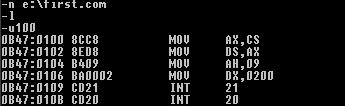 -n e:\first.com
-l
-u100
0B47:0100 8CC8 MOV AX,CS
0B47:0102 8ED8 MOV DS,AX
0B47:0104 B409 MOV AH,09
0B47:0106 BA0002 MOV DX,0200
0B47:0109 CD21 INT 21
0B47:010B CD20 INT 20